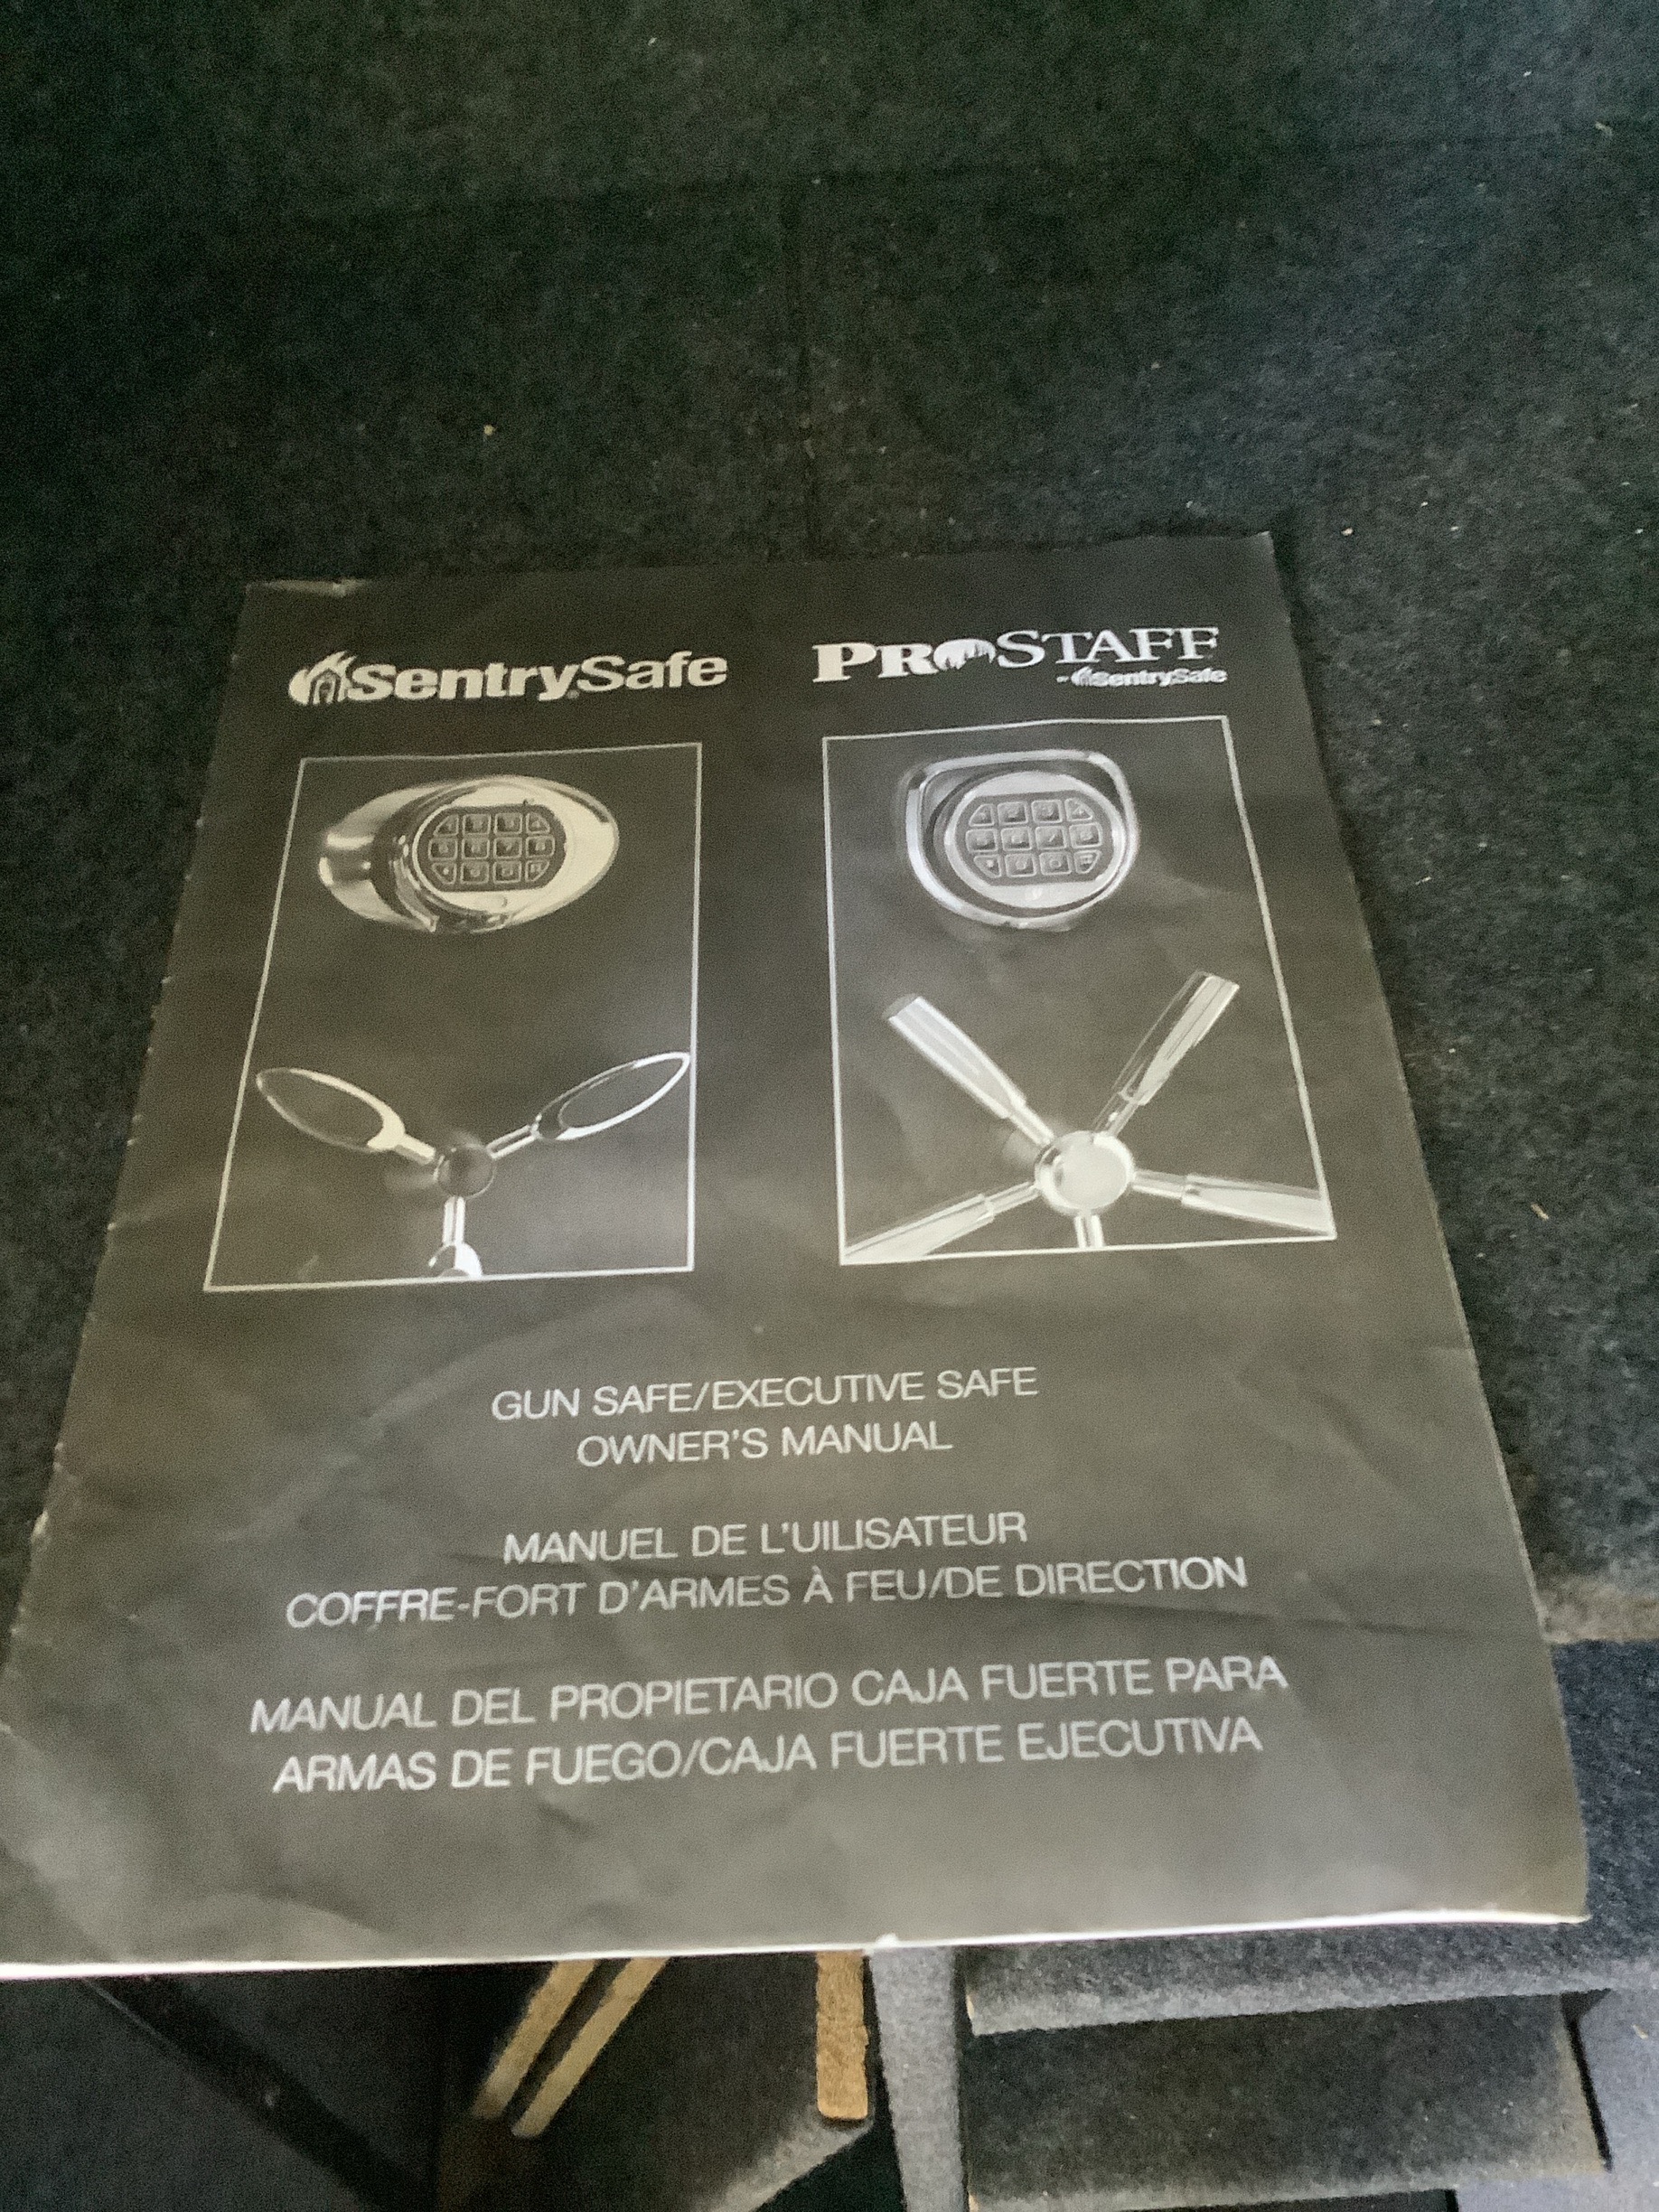 SentrySafe
PROSTAFF
SentrySafe
GUN SAFE/EXECUTIVE SAFE
OWNER'S MANUAL
MANUEL DE L'UILISATEUR
COFFRE-FORT D'ARMES À FEU/DE DIRECTION
MANUAL DEL PROPIETARIO CAJA FUERTE PARA
ARMAS DE FUEGO/CAJA FUERTE EJECUTIVA